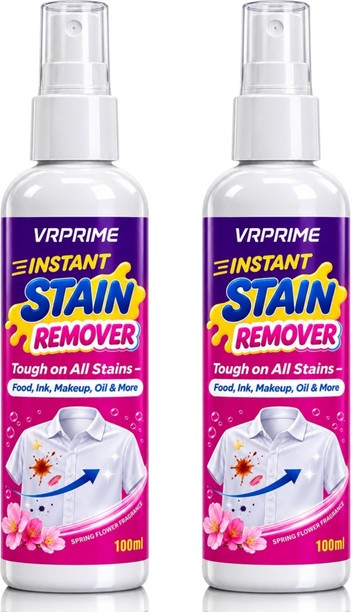 VRPRIME
INSTANT
STAIN
REMOVER
Tough on All Stains –
Food, Ink, Makeup, Oil & More
SPRING FLOWER FRAGRANCE
100ml
VRPRIME
INSTANT
STAIN
REMOVER
Tough on All Stains –
Food, Ink, Makeup, Oil & More
SPRING FLOWER FRAGRANCE
100ml